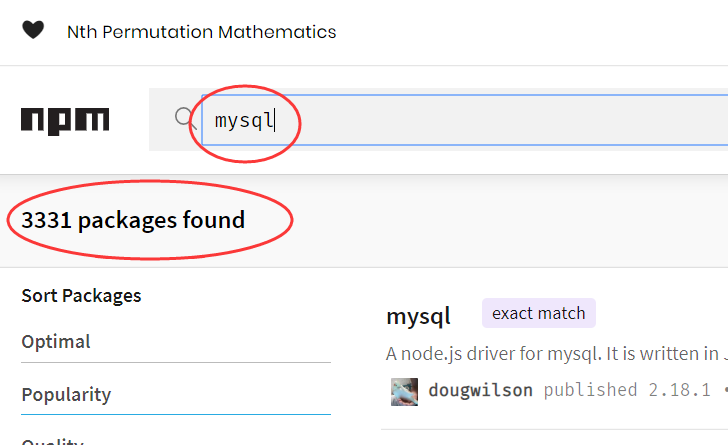 Nth Permutation Mathematics
npm
mysql
3331 packages found
Sort Packages
Optimal
Popularity
mysql
exact match
A node.js driver for mysql. It is written in
dougwilson published 2.18.1 •